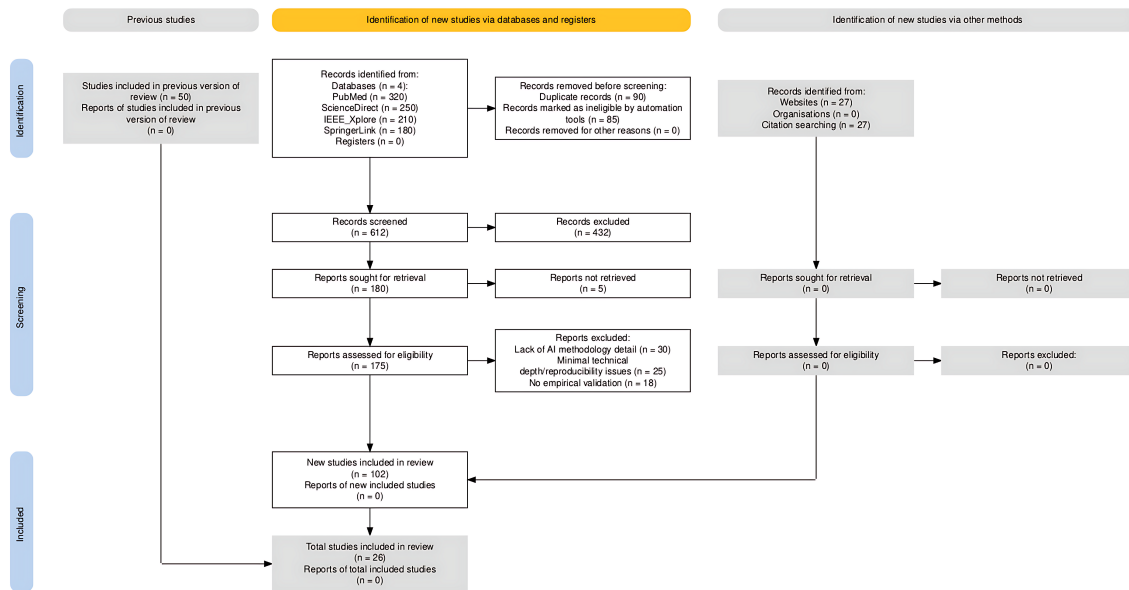 Previous studies
Identification of new studies via databases and registers
Identification of new studies via other methods
Identification
Studies included in previous version of
review (n = 50)
Reports of studies included in previous
version of review
(n = 0)
Records identified from:
Databases (n = 4):
PubMed (n = 320)
ScienceDirect (n = 250)
IEEE_Xplore (n = 210)
SpringerLink (n = 180)
Registers (n = 0)
Records removed before screening:
Duplicate records (n = 90)
Records marked as ineligible by automation
tools (n = 85)
Records removed for other reasons (n = 0)
Records identified from:
Websites (n = 27)
Organisations (n = 0)
Citation searching (n = 27)
Screening
Records screened
(n = 612)
Records excluded
(n = 432)
Reports sought for retrieval
(n = 180)
Reports not retrieved
(n = 5)
Reports sought for retrieval
(n = 0)
Reports not retrieved
(n = 0)
Reports assessed for eligibility
(n = 175)
Reports excluded:
Lack of AI methodology detail (n = 30)
Minimal technical
depth/reproducibility issues (n = 25)
No empirical validation (n = 18)
Reports assessed for eligibility
(n = 0)
Reports excluded:
(n = 0)
Included
New studies included in review
(n = 102)
Reports of new included studies
(n = 0)
Total studies included in review
(n = 26)
Reports of total included studies
(n = 0)